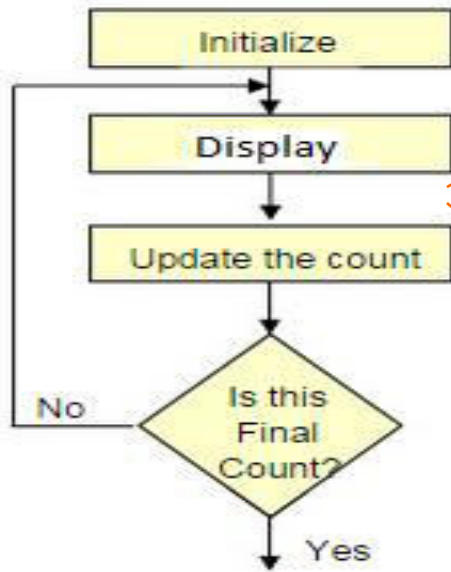 Initialize
Display
Update the count
Is this
Final
Count?
No
Yes